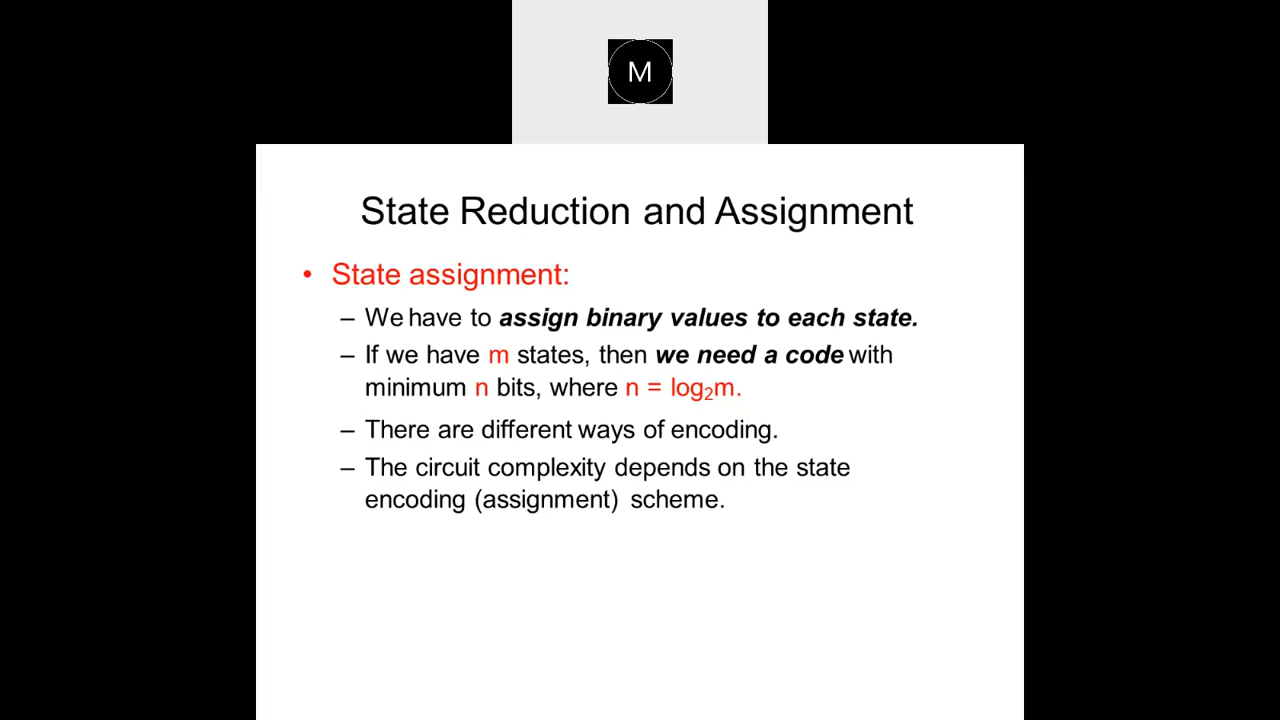 M
State Reduction and Assignment
• State assignment:
– We have to assign binary values to each state.
– If we have m states, then we need a code with
minimum n bits, where n = log₂m.
– There are different ways of encoding.
– The circuit complexity depends on the state
encoding (assignment) scheme.